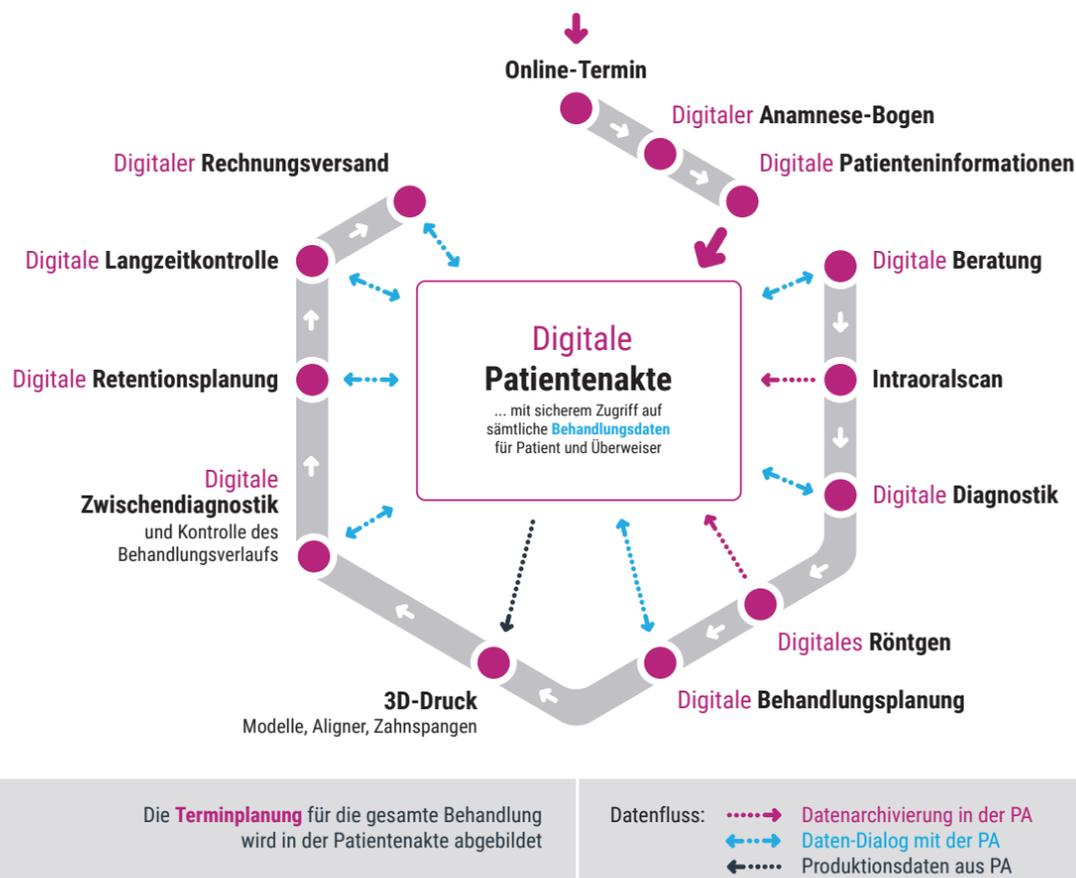 Online-Termin
Digitaler Anamnese-Bogen
Digitale Patienteninformationen
Digitaler Rechnungsversand
Digitale Langzeitkontrolle
Digitale Beratung
Digitale
Patientenakte
... mit sicherem Zugriff auf
sämtliche Behandlungsdaten
für Patient und Überweiser
Digitale Retentionsplanung
Intraoralscan
Digitale
Zwischendiagnostik
und Kontrolle des
Behandlungsverlaufs
Digitale Diagnostik
Digitales Röntgen
Digitale Behandlungsplanung
3D-Druck
Modelle, Aligner, Zahnspangen
Die Terminplanung für die gesamte Behandlung
wird in der Patientenakte abgebildet
Datenfluss:
Datenarchivierung in der PA
Daten-Dialog mit der PA
Produktionsdaten aus PA